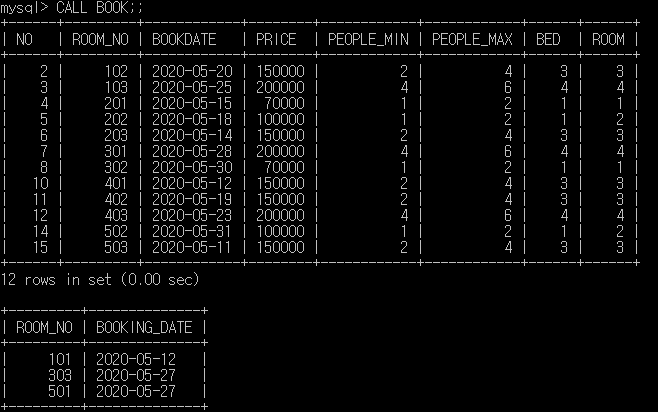 mysql> CALL BOOK;;
+------+---------+------------+--------+------------+------------+------+------+
| NO   | ROOM_NO | BOOKDATE   | PRICE  | PEOPLE_MIN | PEOPLE_MAX | BED  | ROOM |
+------+---------+------------+--------+------------+------------+------+------+
|    2 |     102 | 2020-05-20 | 150000 |          2 |          4 |    3 |    3 |
|    3 |     103 | 2020-05-25 | 200000 |          4 |          6 |    4 |    4 |
|    4 |     201 | 2020-05-15 |  70000 |          1 |          2 |    1 |    1 |
|    5 |     202 | 2020-05-18 | 100000 |          1 |          2 |    1 |    2 |
|    6 |     203 | 2020-05-14 | 150000 |          2 |          4 |    3 |    3 |
|    7 |     301 | 2020-05-28 | 200000 |          4 |          6 |    4 |    4 |
|    8 |     302 | 2020-05-30 |  70000 |          1 |          2 |    1 |    1 |
|   10 |     401 | 2020-05-12 | 150000 |          2 |          4 |    3 |    3 |
|   11 |     402 | 2020-05-19 | 150000 |          2 |          4 |    3 |    3 |
|   12 |     403 | 2020-05-23 | 200000 |          4 |          6 |    4 |    4 |
|   14 |     502 | 2020-05-31 | 100000 |          1 |          2 |    1 |    2 |
|   15 |     503 | 2020-05-11 | 150000 |          2 |          4 |    3 |    3 |
+------+---------+------------+--------+------------+------------+------+------+
12 rows in set (0.00 sec)
+---------+--------------+
| ROOM_NO | BOOKING_DATE |
+---------+--------------+
|     101 | 2020-05-12   |
|     303 | 2020-05-27   |
|     501 | 2020-05-27   |
+---------+--------------+